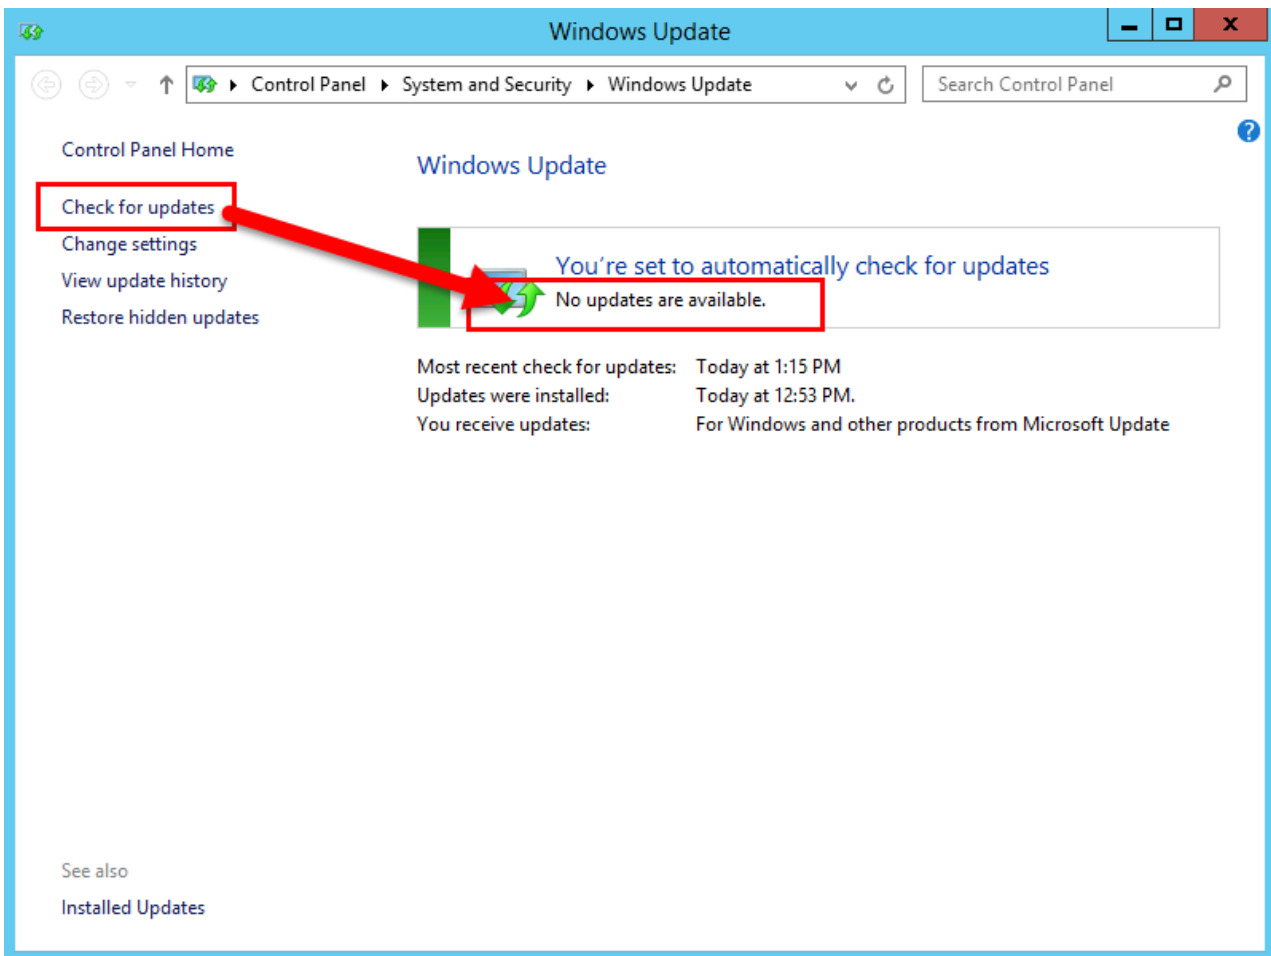 Windows Update
Control Panel System and Security Windows Update
Search Control Panel
Control Panel Home
Check for updates
Change settings
View update history
Restore hidden updates
Windows Update
You're set to automatically check for updates
No updates are available.
Most recent check for updates: Today at 1:15 PM
Updates were installed: Today at 12:53 PM.
You receive updates: For Windows and other products from Microsoft Update
See also
Installed Updates